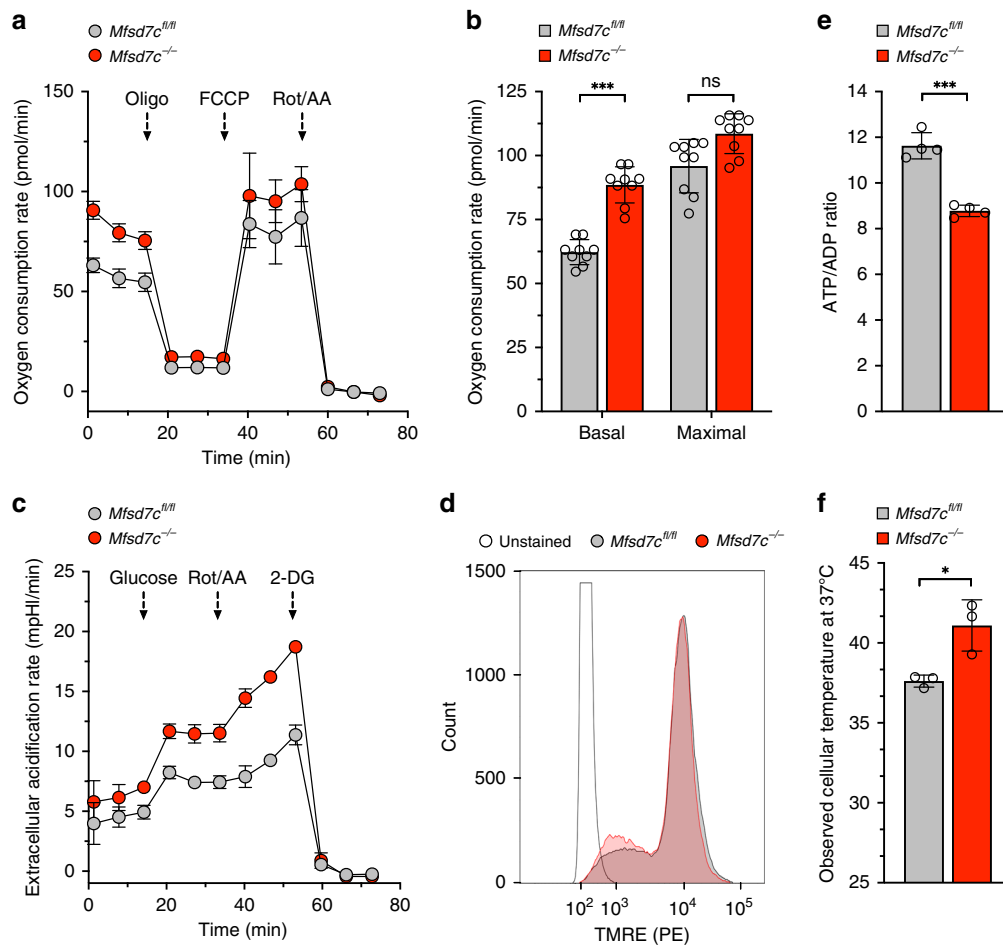 a
Mfsd7c^fl/fl
Mfsd7c^−/−
Oligo FCCP Rot/AA
Oxygen consumption rate (pmol/min)
150
100
50
0
0 20 40 60 80
Time (min)
b
Mfsd7c^fl/fl
Mfsd7c^−/−
*** ns
Oxygen consumption rate (pmol/min)
125
100
75
50
25
0
Basal Maximal
e
Mfsd7c^fl/fl
Mfsd7c^−/−
***
ATP/ADP ratio
14
12
10
8
6
4
2
0
c
Mfsd7c^fl/fl
Mfsd7c^−/−
Glucose Rot/AA 2-DG
Extracellular acidification rate (mpHI/min)
25
20
15
10
5
0
0 20 40 60 80
Time (min)
d
Unstained Mfsd7c^fl/fl Mfsd7c^−/−
Count
1500
1000
500
0
10^2 10^3 10^4 10^5
TMRE (PE)
f
Mfsd7c^fl/fl
Mfsd7c^−/−
*
Observed cellular temperature at 37°C
45
40
35
30
25